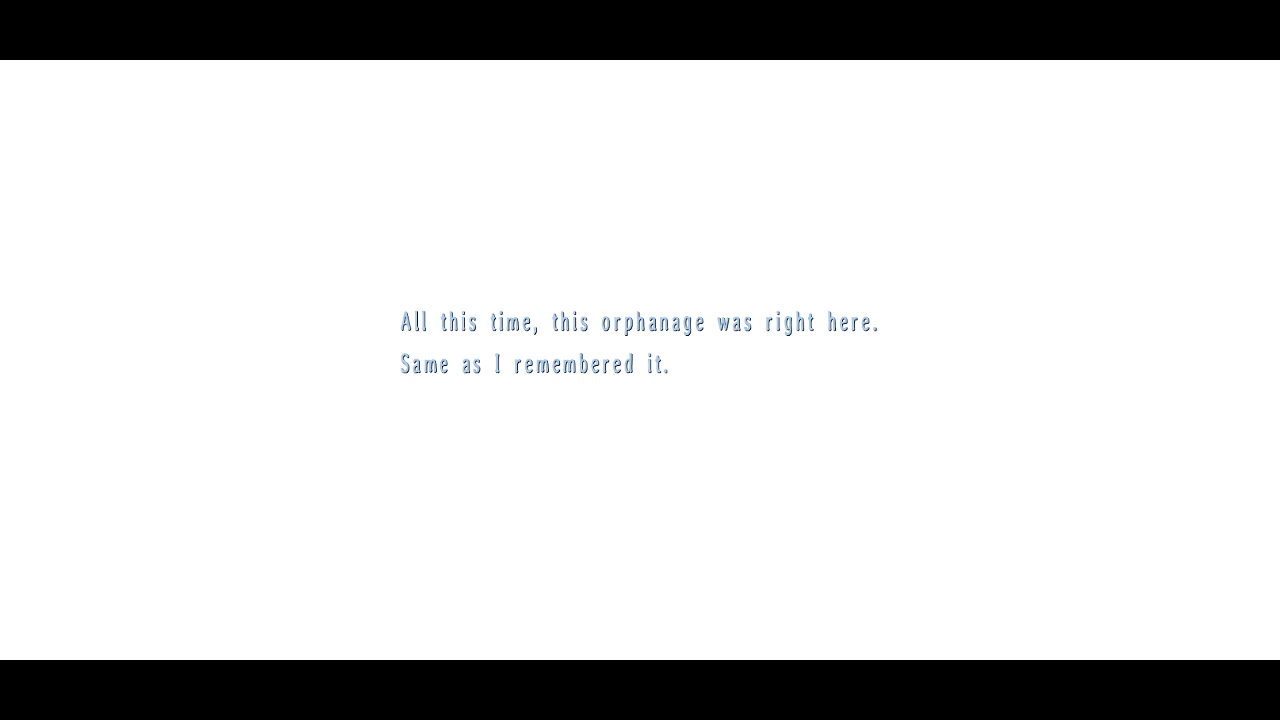 All this time, this orphanage was right here.
Same as I remembered it.